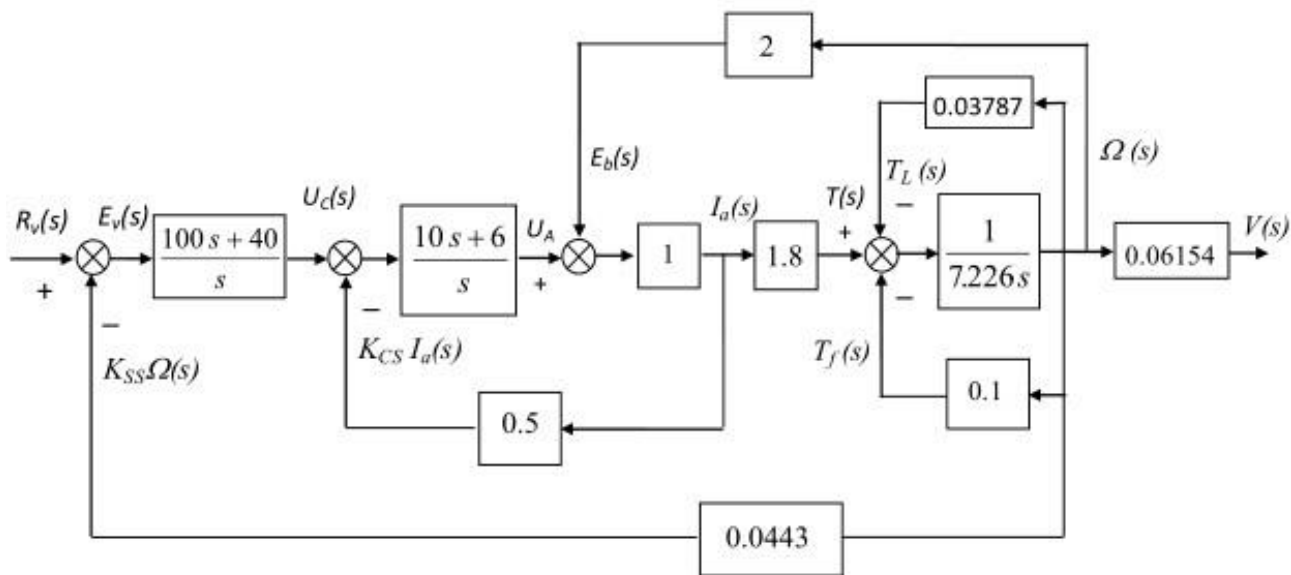 2
0.03787
Ω (s)
E_b(s)
T_L (s)
R_v(s)
E_v(s)
U_C(s)
I_a(s)
T(s)
V(s)
+
−
100 s + 40
s
−
10 s + 6
s
U_A
+
1
1.8
+
−
−
1
7.226 s
0.06154
K_SS Ω(s)
K_CS I_a(s)
T_f(s)
0.1
0.5
0.0443